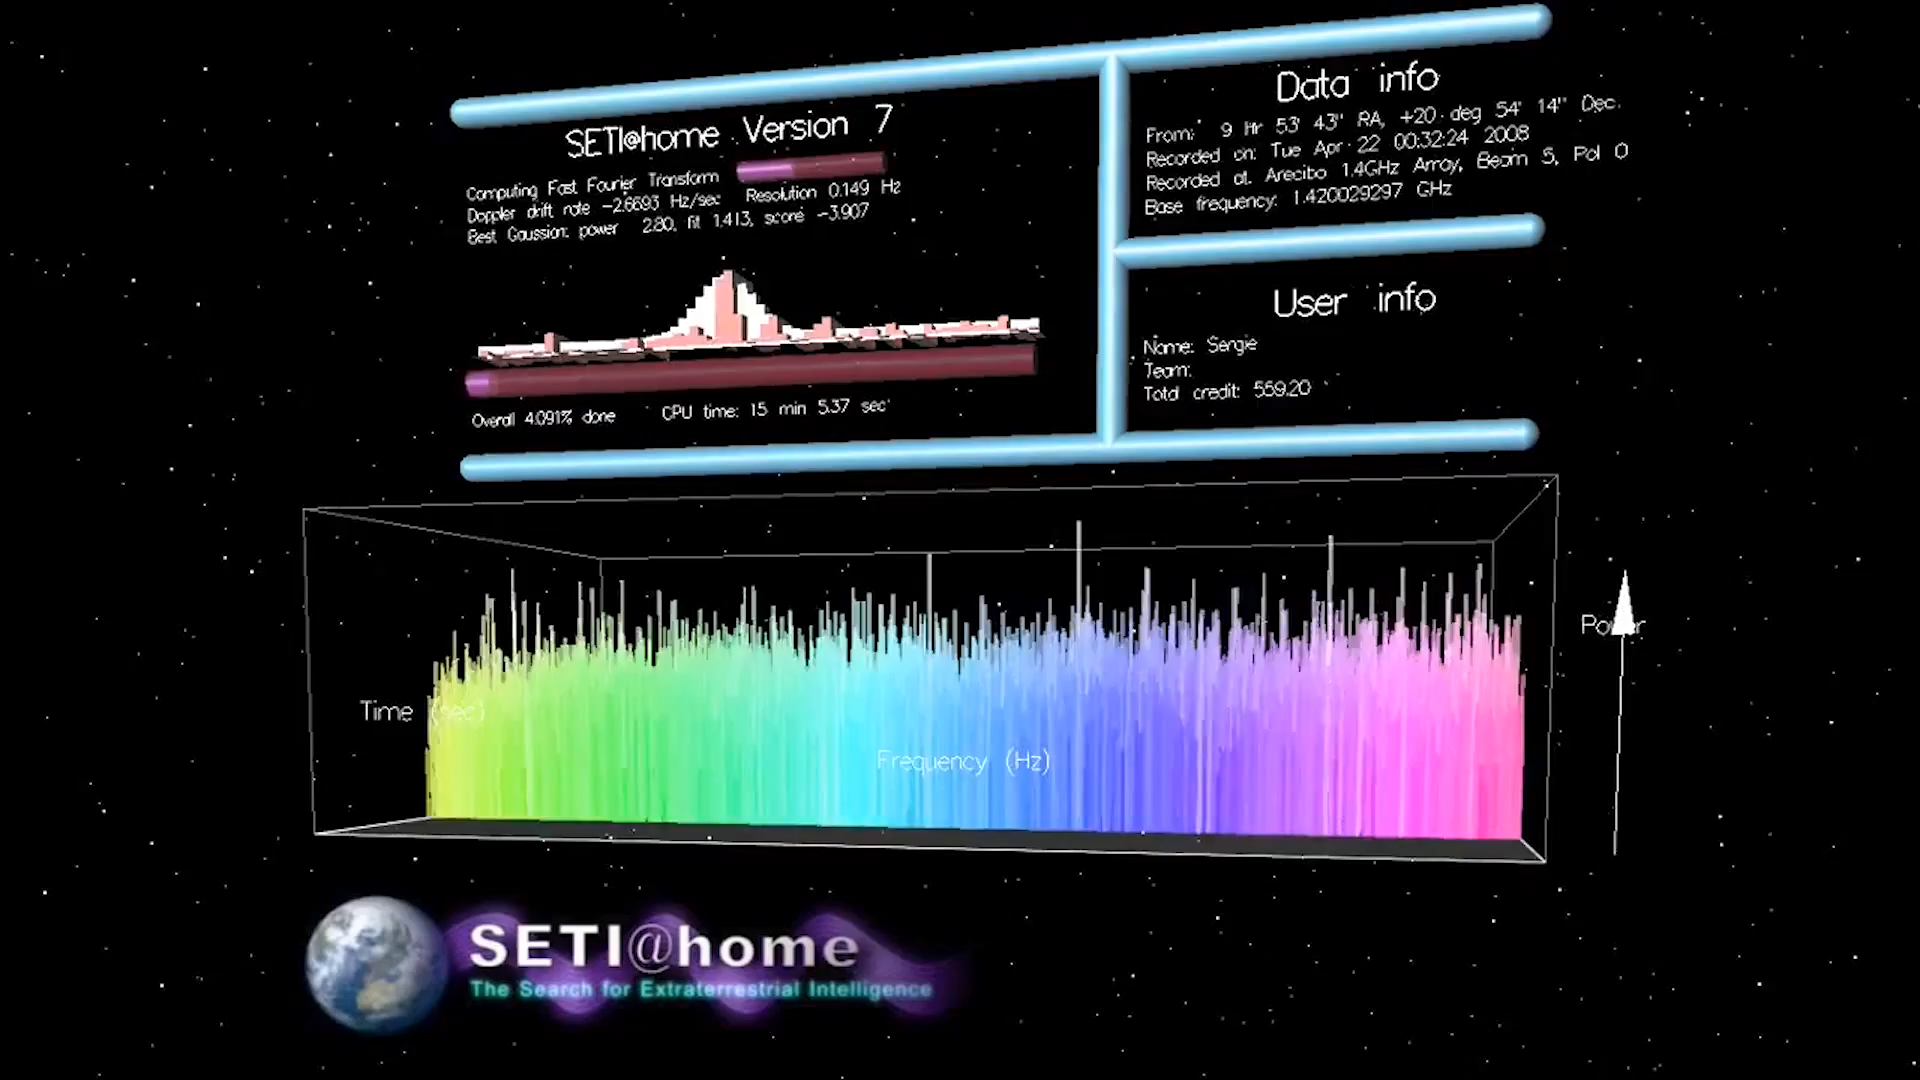 SETI@home Version 7
Computing Fast Fourier Transform
Doppler drift rate -2.6693 Hz/sec Resolution 0.149 Hz
Best Gaussian: power 2.80, fit 1.413, score -3.907
Overall 4.091% done CPU time: 15 min 5.37 sec
Data info
From: 9 Hr 53' 43" RA, +20 deg 54' 14" Dec
Recorded on: Tue Apr 22 00:32:24 2008
Recorded at: Arecibo 1.4GHz Array, Beam 5, Pol 0
Base frequency: 1.420029297 GHz
User info
Name: Sergie
Team:
Total credit: 559.20
Power
Time (sec)
Frequency (Hz)
SETI@home
The Search for Extraterrestrial Intelligence